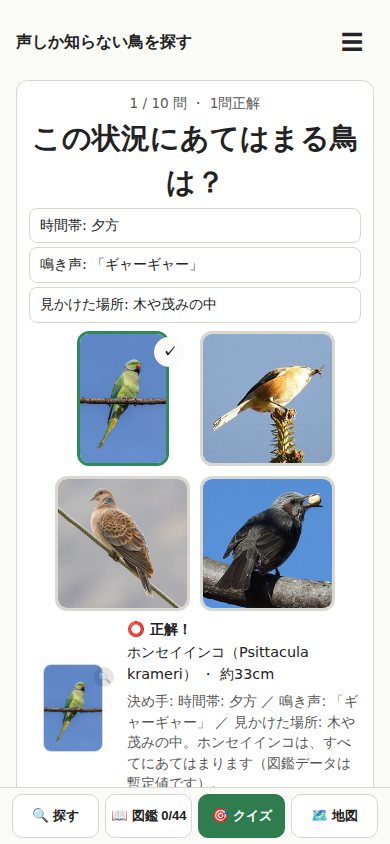 声しか知らない鳥を探す ☰
1 / 10 問 ・ 1問正解
この状況にあてはまる鳥
は？
時間帯: 夕方
鳴き声: 「ギャーギャー」
見かけた場所: 木や茂みの中
✓
⭕ 正解！
ホンセイインコ（Psittacula
krameri） ・ 約33cm
決め手: 時間帯: 夕方 ／ 鳴き声: 「ギ
ャーギャー」 ／ 見かけた場所: 木や
茂みの中。ホンセイインコは、すべ
てにあてはまります（図鑑データは
暫定値です）。
🔍 探す
📖 図鑑 0/44
🎯 クイズ
🗺️ 地図